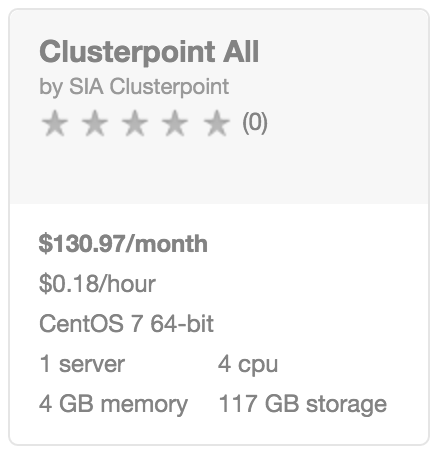 Clusterpoint All
by SIA Clusterpoint
(0)
$130.97/month
$0.18/hour
CentOS 7 64-bit
1 server 4 cpu
4 GB memory 117 GB storage